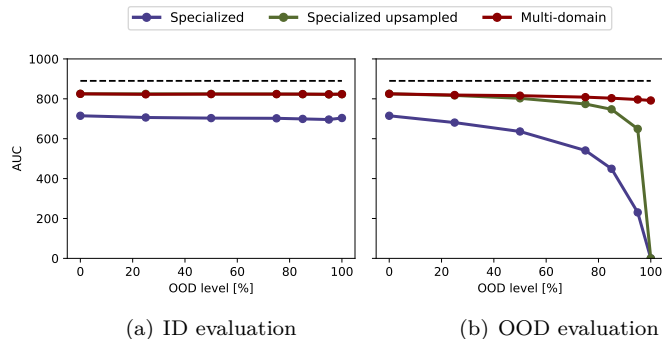 Specialized Specialized upsampled Multi-domain
1000
800
600
400
200
0
AUC
0 20 40 60 80 100
OOD level [%]
0 20 40 60 80 100
OOD level [%]
(a) ID evaluation
(b) OOD evaluation